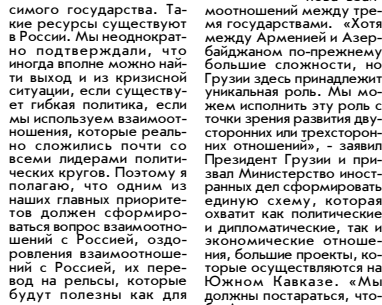 симого государства. Та-
кие ресурсы существуют
в России. Мы неоднократ-
но подтверждали, что
иногда вполне можно най-
ти выход и из кризисной
ситуации, если существу-
ет гибкая политика, если
мы используем взаимоот-
ношения, которые реаль-
но сложились почти со
всеми лидерами полити-
ческих кругов. Поэтому я
полагаю, что одним из
наших главных приорите-
тов должен сформиро-
ваться вопрос взаимоотно-
шений с Россией, оздо-
ровления взаимоотноше-
ний с Россией, их пере-
вод на рельсы, которые
будут полезны как для
моотношений между тре-
мя государствами. «Хотя
между Арменией и Азер-
байджаном по-прежнему
большие сложности, но
Грузии здесь принадлежит
уникальная роль. Мы мо-
жем исполнить эту роль с
точки зрения развития дву-
сторонних или трехсторон-
них отношений», - заявил
Президент Грузии и при-
звал Министерство иност-
ранных дел сформировать
единую схему, которая
охватит как политические
и дипломатические, так и
экономические отноше-
ния, большие проекты, ко-
торые осуществляются на
Южном Кавказе. «Мы
должны постараться, что